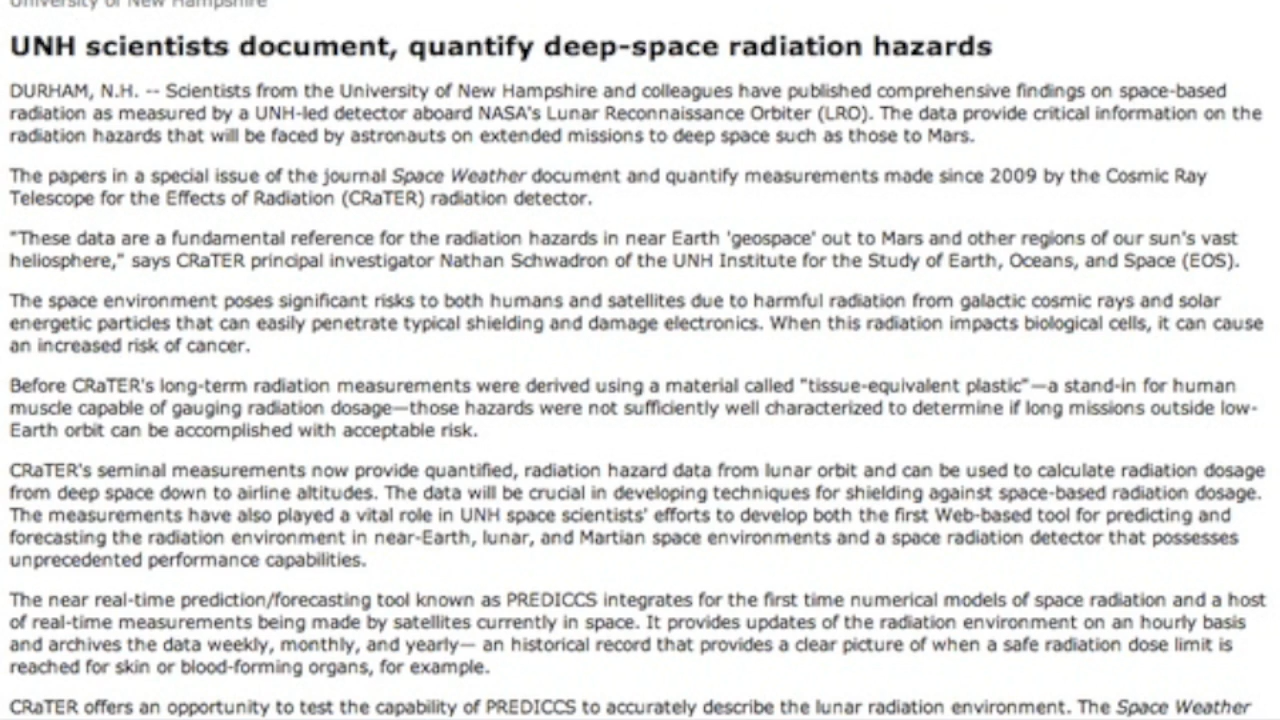 University of New Hampshire
UNH scientists document, quantify deep-space radiation hazards
DURHAM, N.H. -- Scientists from the University of New Hampshire and colleagues have published comprehensive findings on space-based
radiation as measured by a UNH-led detector aboard NASA's Lunar Reconnaissance Orbiter (LRO). The data provide critical information on the
radiation hazards that will be faced by astronauts on extended missions to deep space such as those to Mars.
The papers in a special issue of the journal Space Weather document and quantify measurements made since 2009 by the Cosmic Ray
Telescope for the Effects of Radiation (CRaTER) radiation detector.
"These data are a fundamental reference for the radiation hazards in near Earth 'geospace' out to Mars and other regions of our sun's vast
heliosphere," says CRaTER principal investigator Nathan Schwadron of the UNH Institute for the Study of Earth, Oceans, and Space (EOS).
The space environment poses significant risks to both humans and satellites due to harmful radiation from galactic cosmic rays and solar
energetic particles that can easily penetrate typical shielding and damage electronics. When this radiation impacts biological cells, it can cause
an increased risk of cancer.
Before CRaTER's long-term radiation measurements were derived using a material called "tissue-equivalent plastic"—a stand-in for human
muscle capable of gauging radiation dosage—those hazards were not sufficiently well characterized to determine if long missions outside low-
Earth orbit can be accomplished with acceptable risk.
CRaTER's seminal measurements now provide quantified, radiation hazard data from lunar orbit and can be used to calculate radiation dosage
from deep space down to airline altitudes. The data will be crucial in developing techniques for shielding against space-based radiation dosage.
The measurements have also played a vital role in UNH space scientists' efforts to develop both the first Web-based tool for predicting and
forecasting the radiation environment in near-Earth, lunar, and Martian space environments and a space radiation detector that possesses
unprecedented performance capabilities.
The near real-time prediction/forecasting tool known as PREDICCS integrates for the first time numerical models of space radiation and a host
of real-time measurements being made by satellites currently in space. It provides updates of the radiation environment on an hourly basis
and archives the data weekly, monthly, and yearly— an historical record that provides a clear picture of when a safe radiation dose limit is
reached for skin or blood-forming organs, for example.
CRaTER offers an opportunity to test the capability of PREDICCS to accurately describe the lunar radiation environment. The Space Weather